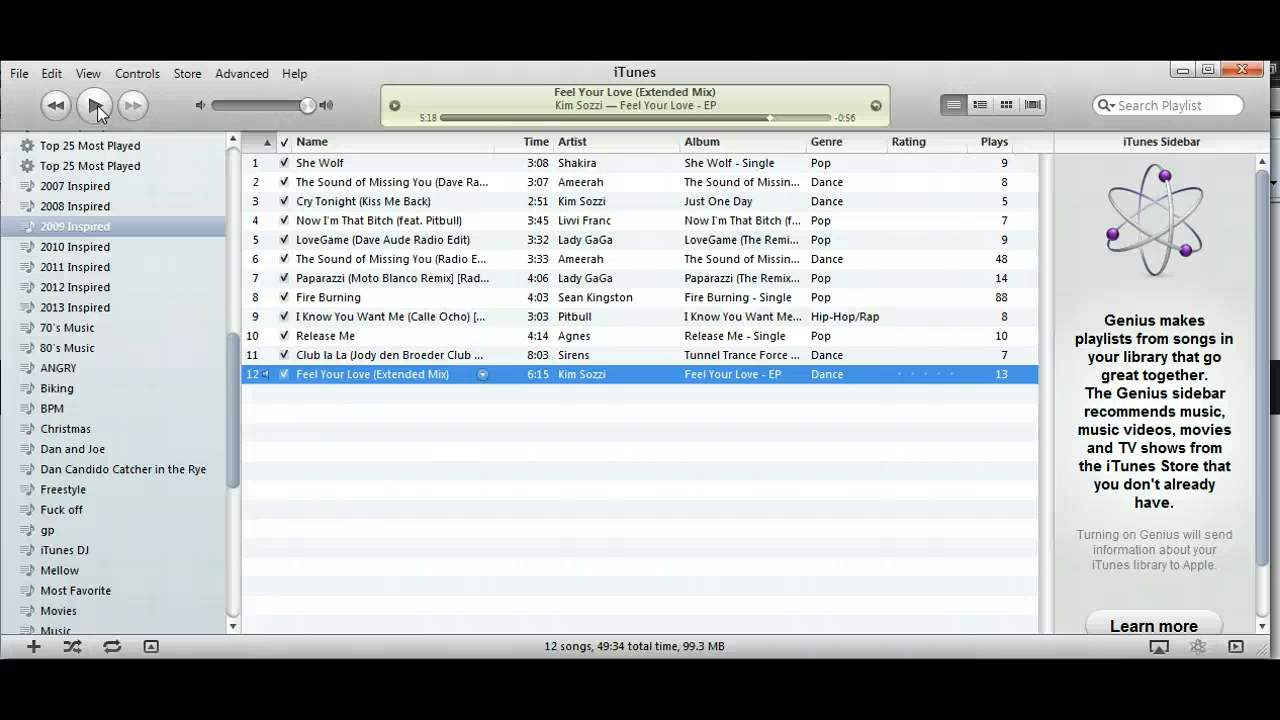 iTunes
File Edit View Controls Store Advanced Help
Feel Your Love (Extended Mix)
Kim Sozzi — Feel Your Love - EP
5:18 -0:56
Search Playlist
Top 25 Most Played
Top 25 Most Played
2007 Inspired
2008 Inspired
2009 Inspired
2010 Inspired
2011 Inspired
2012 Inspired
2013 Inspired
70's Music
80's Music
ANGRY
Biking
BPM
Christmas
Dan and Joe
Dan Candido Catcher in the Rye
Freestyle
Fuck off
gp
iTunes DJ
Mellow
Most Favorite
Movies
Music
Name Time Artist Album Genre Rating Plays
1 She Wolf 3:08 Shakira She Wolf - Single Pop 9
2 The Sound of Missing You (Dave Ra... 3:07 Ameerah The Sound of Missin... Dance 8
3 Cry Tonight (Kiss Me Back) 2:51 Kim Sozzi Just One Day Dance 5
4 Now I'm That Bitch (feat. Pitbull) 3:45 Livvi Franc Now I'm That Bitch (f... Pop 7
5 LoveGame (Dave Aude Radio Edit) 3:32 Lady GaGa LoveGame (The Remi... Pop 9
6 The Sound of Missing You (Radio E... 3:33 Ameerah The Sound of Missin... Dance 48
7 Paparazzi (Moto Blanco Remix) [Rad... 4:06 Lady GaGa Paparazzi (The Remix... Pop 14
8 Fire Burning 4:03 Sean Kingston Fire Burning - Single Pop 88
9 I Know You Want Me (Calle Ocho) [... 3:03 Pitbull I Know You Want Me... Hip-Hop/Rap 8
10 Release Me 4:14 Agnes Release Me - Single Pop 10
11 Club la La (Jody den Broeder Club ... 8:03 Sirens Tunnel Trance Force ... Dance 7
12 Feel Your Love (Extended Mix) 6:15 Kim Sozzi Feel Your Love - EP Dance 13
iTunes Sidebar
Genius makes
playlists from songs in
your library that go
great together.
The Genius sidebar
recommends music,
music videos, movies
and TV shows from
the iTunes Store that
you don't already
have.
Turning on Genius will send
information about your
iTunes library to Apple.
Learn more
12 songs, 49:34 total time, 99.3 MB